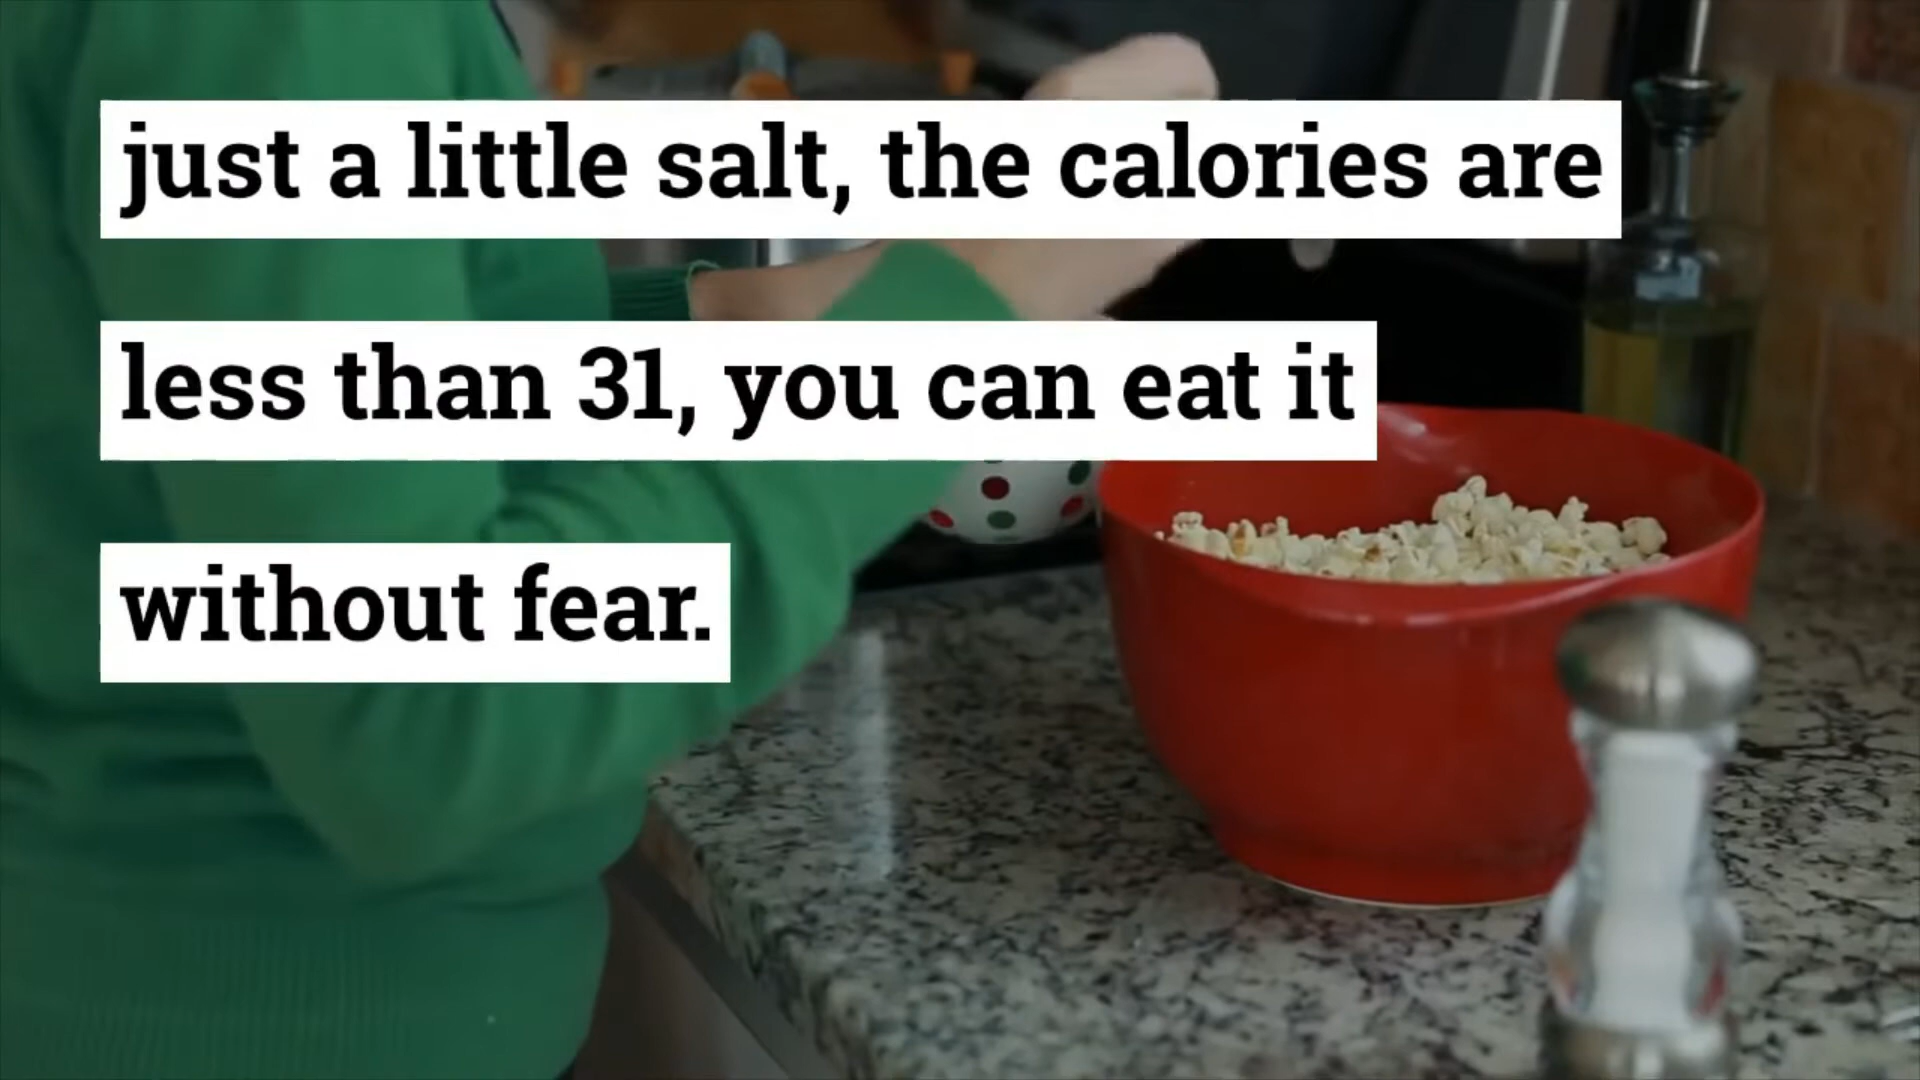 just a little salt, the calories are
less than 31, you can eat it
without fear.